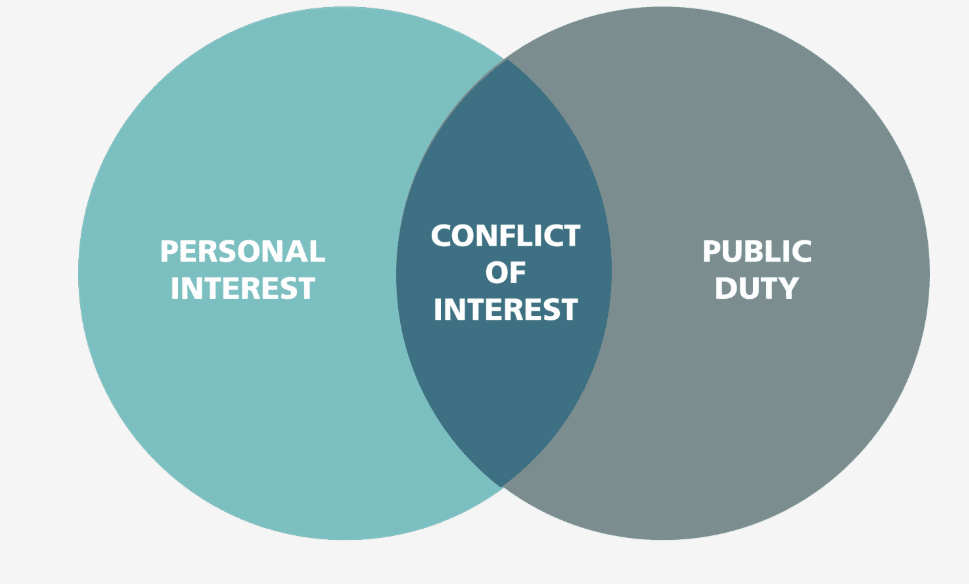 PERSONAL
INTEREST
CONFLICT
OF
INTEREST
PUBLIC
DUTY